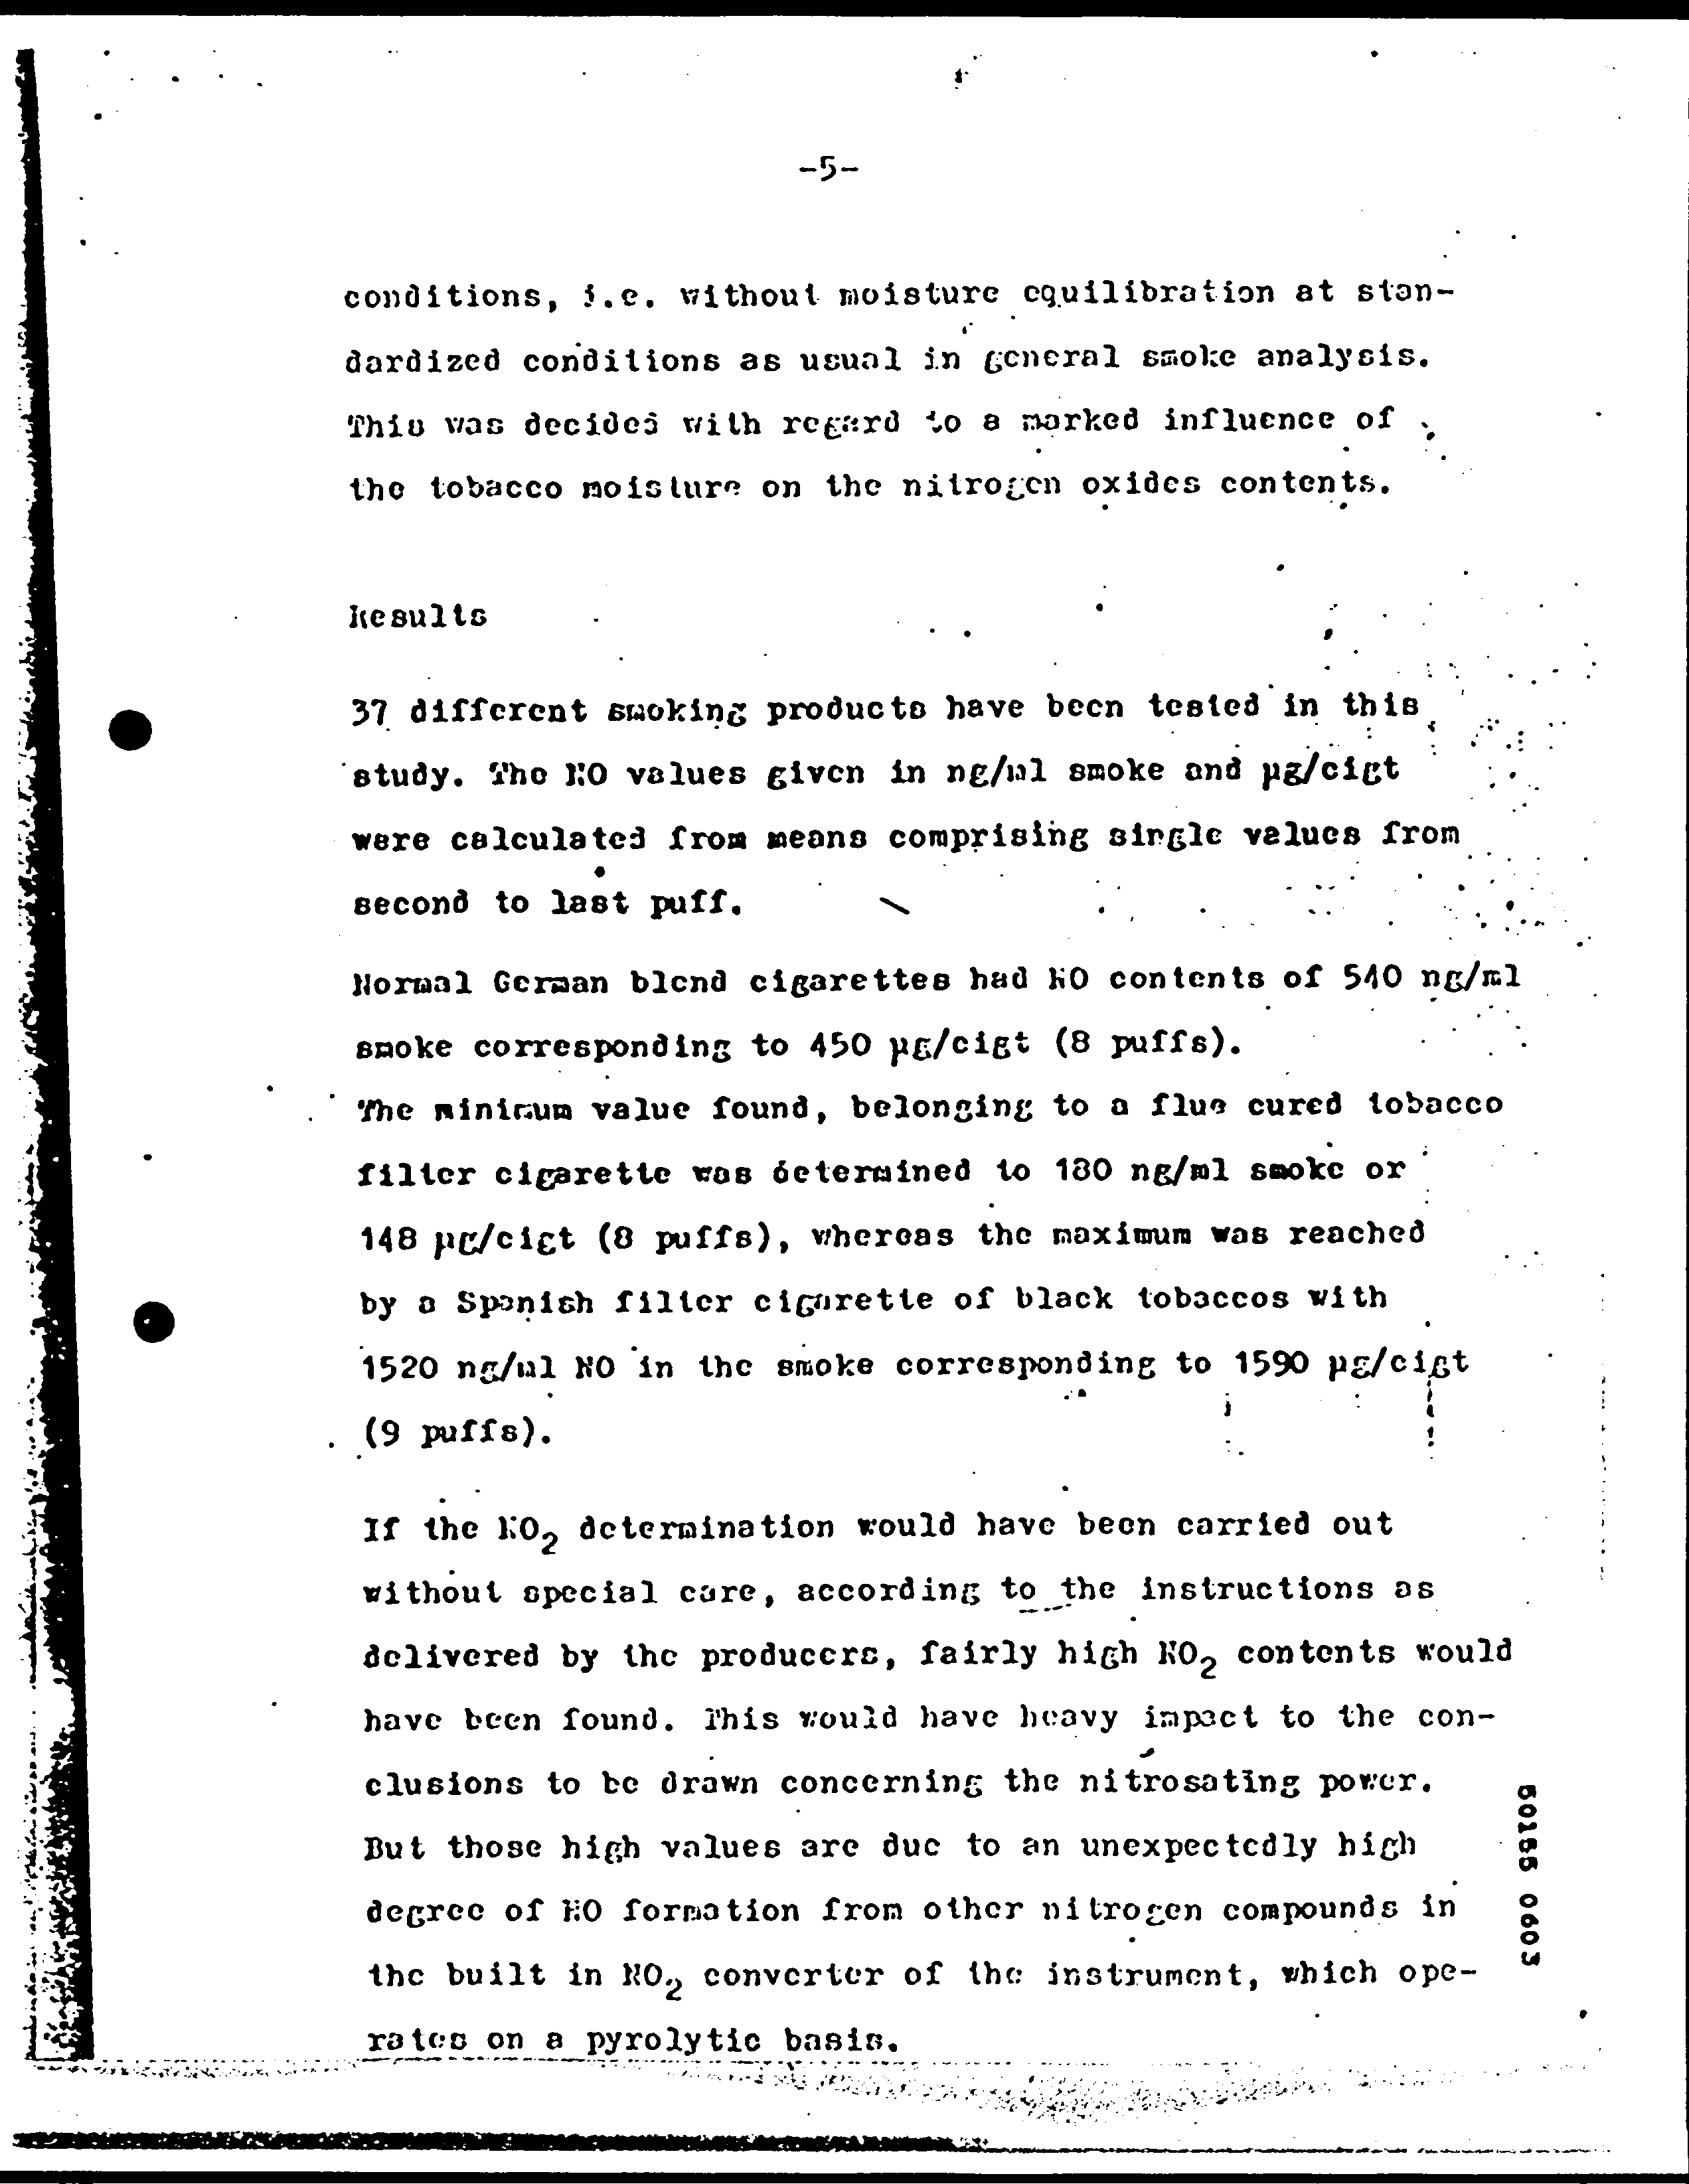 -5-
conditions, i.e. without moisture equilibration at stan-
dardized conditions as usual in general smoke analysis.
This was decided with regard to a marked influence of
the tobacco moisture on the nitrogen oxides contents.
Results
37 different smoking products have been tested in this
study. The NO values given in ng/ml smoke and µg/cigt
were calculated from means comprising single values from
second to last puff.
Normal German blend cigarettes had NO contents of 540 ng/ml
smoke corresponding to 450 µg/cigt (8 puffs).
The minimum value found, belonging to a flue cured tobacco
filter cigarette was determined to 180 ng/ml smoke or
148 µg/cigt (8 puffs), whereas the maximum was reached
by a Spanish filter cigarette of black tobaccos with
1520 ng/ml NO in the smoke corresponding to 1590 µg/cigt
(9 puffs).
If the NO₂ determination would have been carried out
without special care, according to the instructions as
delivered by the producers, fairly high NO₂ contents would
have been found. This would have heavy impact to the con-
clusions to be drawn concerning the nitrosating power.
But those high values are due to an unexpectedly high
degree of NO formation from other nitrogen compounds in
the built in NO₂ converter of the instrument, which ope-
rates on a pyrolytic basis.
50155 0603